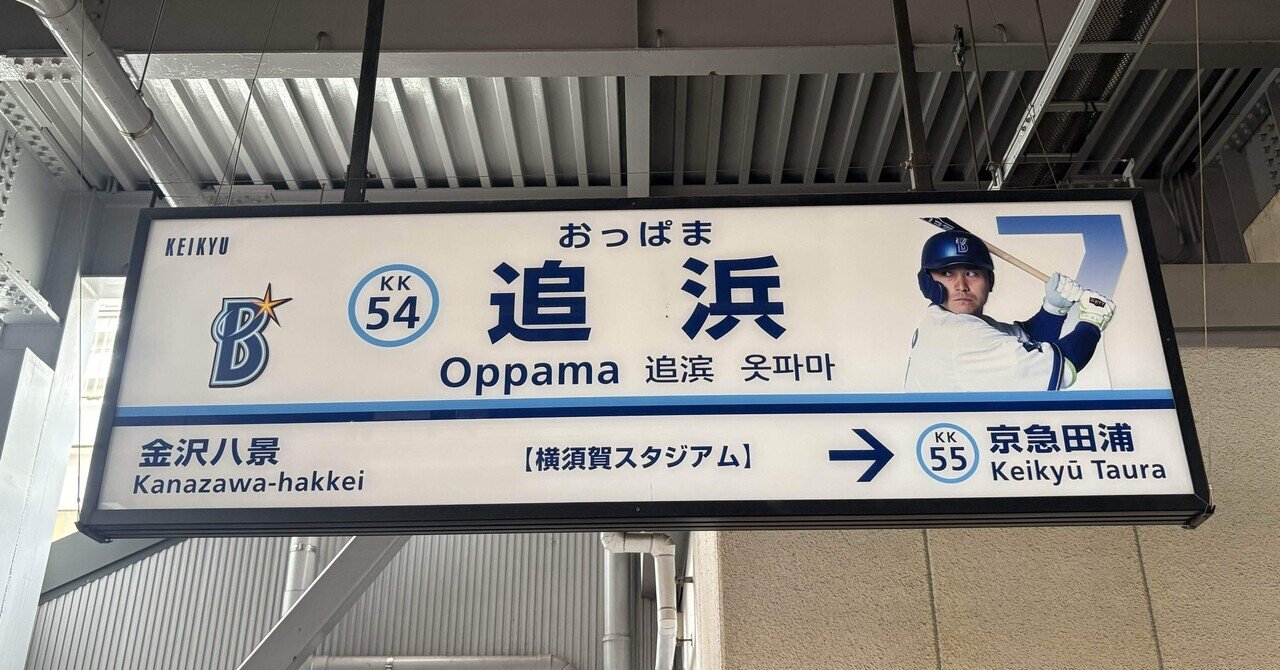 KEIKYU
おっぱま
KK
54
追浜
Oppama 追滨 옷파마
B
7
金沢八景
Kanazawa-hakkei
【横須賀スタジアム】
→
KK
55
京急田浦
Keikyū Taura